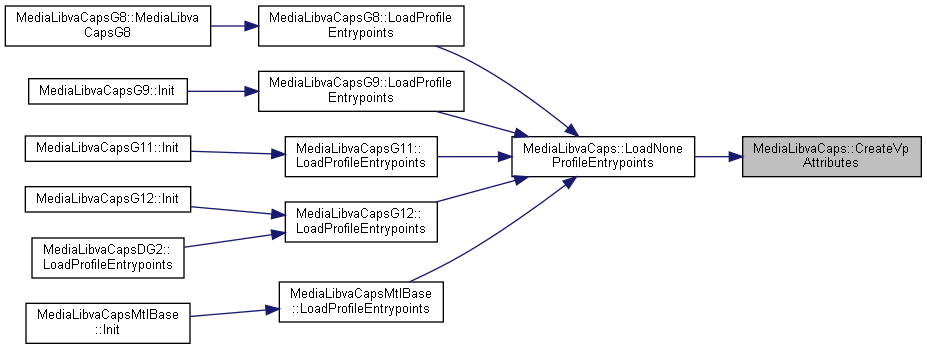 MediaLibvaCapsG8::MediaLibva
CapsG8
MediaLibvaCapsG8::LoadProfile
Entrypoints
MediaLibvaCapsG9::Init
MediaLibvaCapsG9::LoadProfile
Entrypoints
MediaLibvaCapsG11::Init
MediaLibvaCapsG11::
LoadProfileEntrypoints
MediaLibvaCaps::LoadNone
ProfileEntrypoints
MediaLibvaCaps::CreateVp
Attributes
MediaLibvaCapsG12::Init
MediaLibvaCapsG12::
LoadProfileEntrypoints
MediaLibvaCapsDG2::
LoadProfileEntrypoints
MediaLibvaCapsMtlBase
::LoadProfileEntrypoints
MediaLibvaCapsMtlBase
::Init